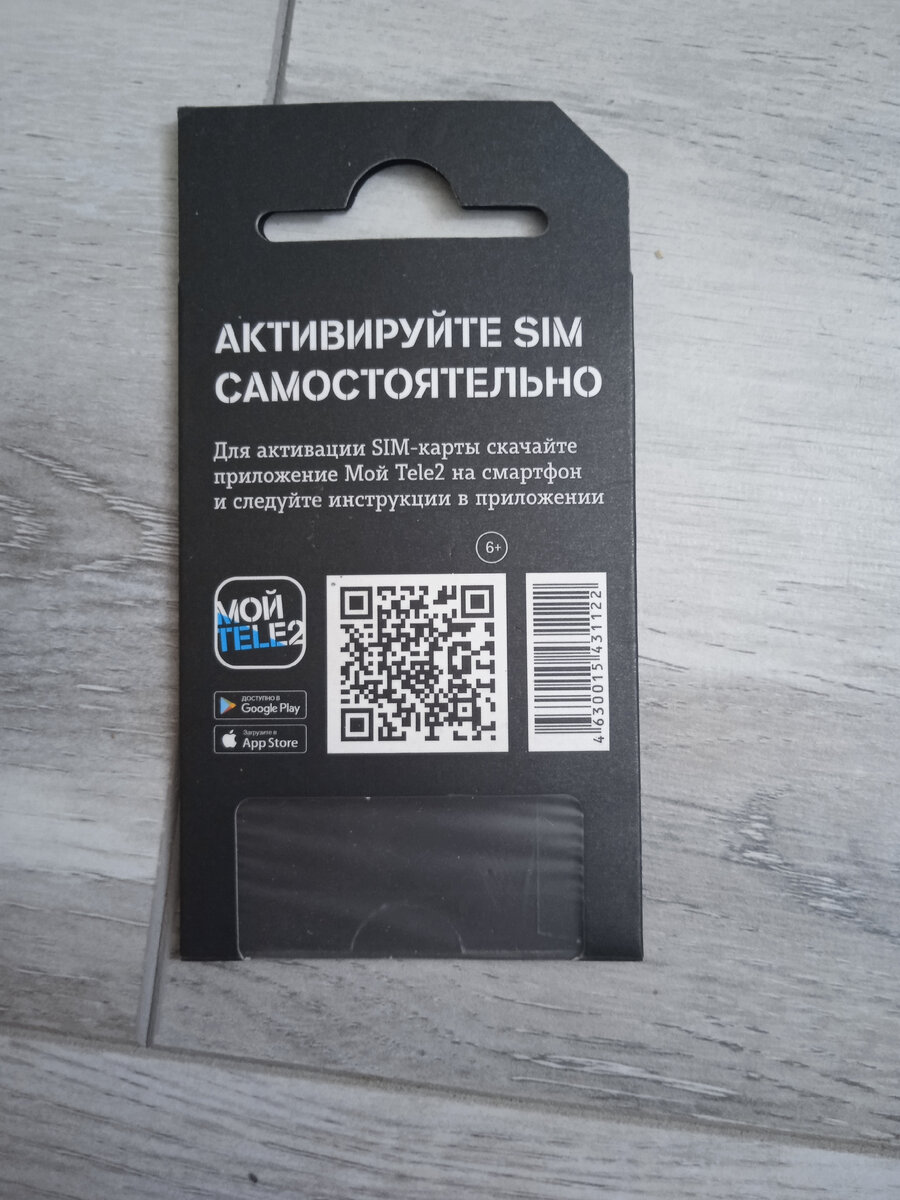 АКТИВИРУЙТЕ SIM
САМОСТОЯТЕЛЬНО
Для активации SIM-карты скачайте
приложение Мой Tele2 на смартфон
и следуйте инструкции в приложении
6+
МОЙ
TELE2
ДОСТУПНО В
Google Play
Загрузите в
App Store
4630015431122